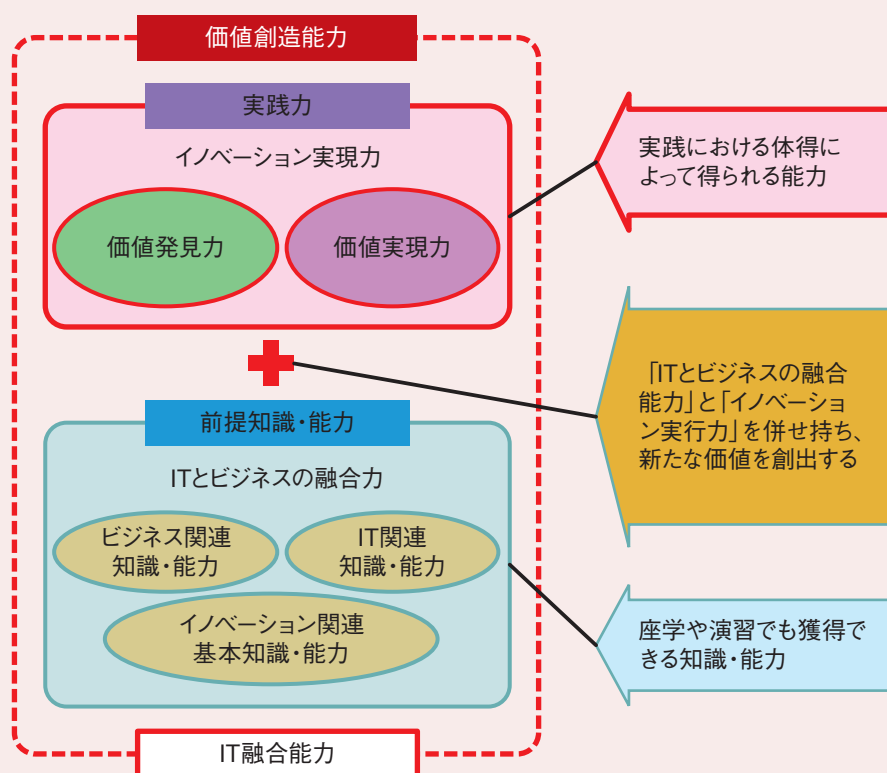 価値創造能力
実践力
イノベーション実現力
価値発見力
価値実現力
実践における体得に
よって得られる能力
「ITとビジネスの融合
能力」と「イノベーショ
ン実行力」を併せ持ち、
新たな価値を創出する
前提知識・能力
ITとビジネスの融合力
ビジネス関連
知識・能力
IT関連
知識・能力
イノベーション関連
基本知識・能力
座学や演習でも獲得で
きる知識・能力
IT融合能力